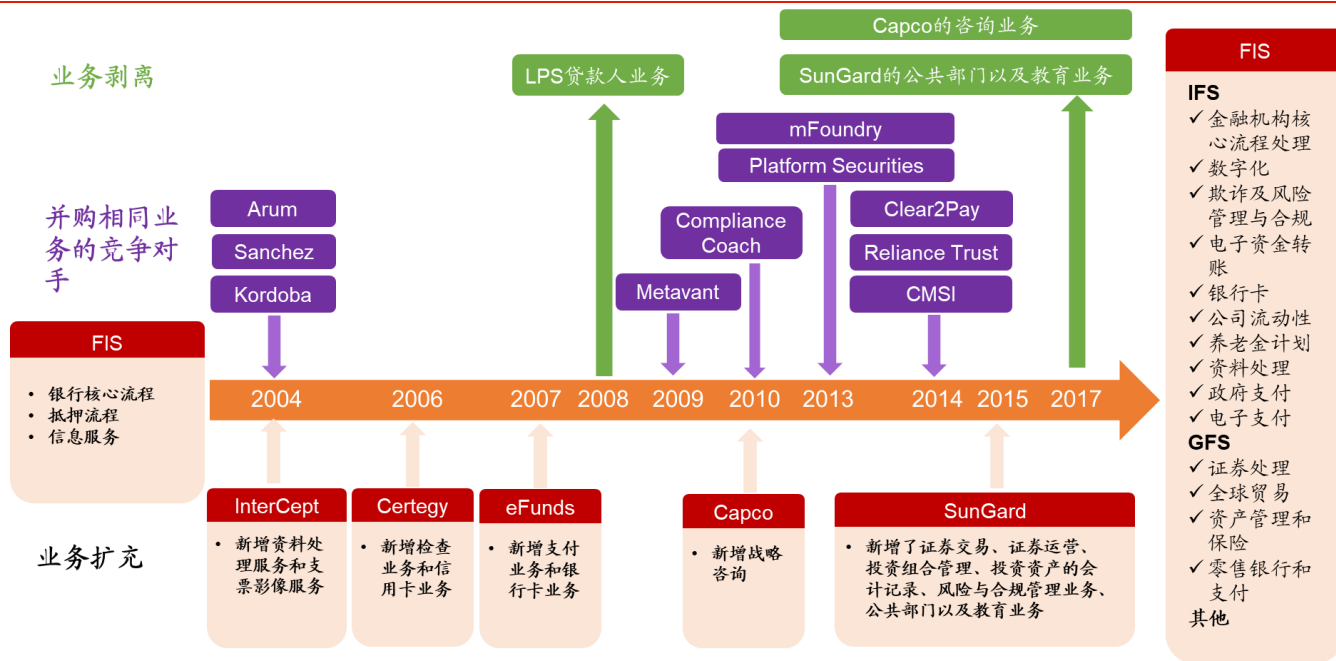 Capco的咨询业务
业务剥离
LPS贷款人业务
SunGard的公共部门以及教育业务
mFoundry
Platform Securities
并购相同业
务的竞争对
手
Arum
Sanchez
Kordoba
Compliance
Coach
Metavant
Clear2Pay
Reliance Trust
CMSI
FIS
• 银行核心流程
• 抵押流程
• 信息服务
2004
2006
2007
2008
2009
2010
2013
2014
2015
2017
业务扩充
InterCept
• 新增资料处
理服务和支
票影像服务
Certegy
• 新增检查
业务和信
用卡业务
eFunds
• 新增支付
业务和银
行卡业务
Capco
• 新增战略
咨询
SunGard
• 新增了证券交易、证券运营、
投资组合管理、投资资产的会
计记录、风险与合规管理业务、
公共部门以及教育业务
FIS
IFS
✓金融机构核
心流程处理
✓数字化
✓欺诈及风险
管理与合规
✓电子资金转
账
✓银行卡
✓公司流动性
✓养老金计划
✓资料处理
✓政府支付
✓电子支付
GFS
✓证券处理
✓全球贸易
✓资产管理和
保险
✓零售银行和
支付
其他